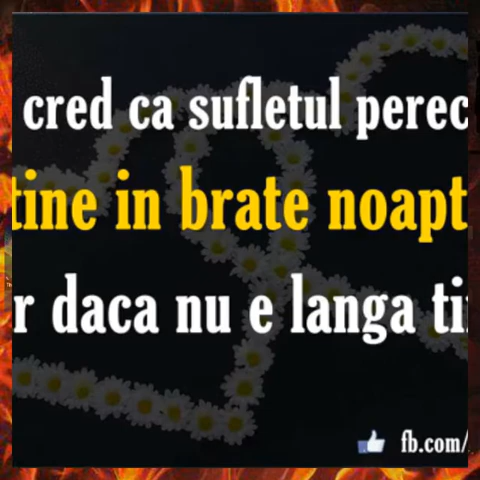 cred ca sufletul perec
tine in brate noapt
r daca nu e langa ti
fb.com/